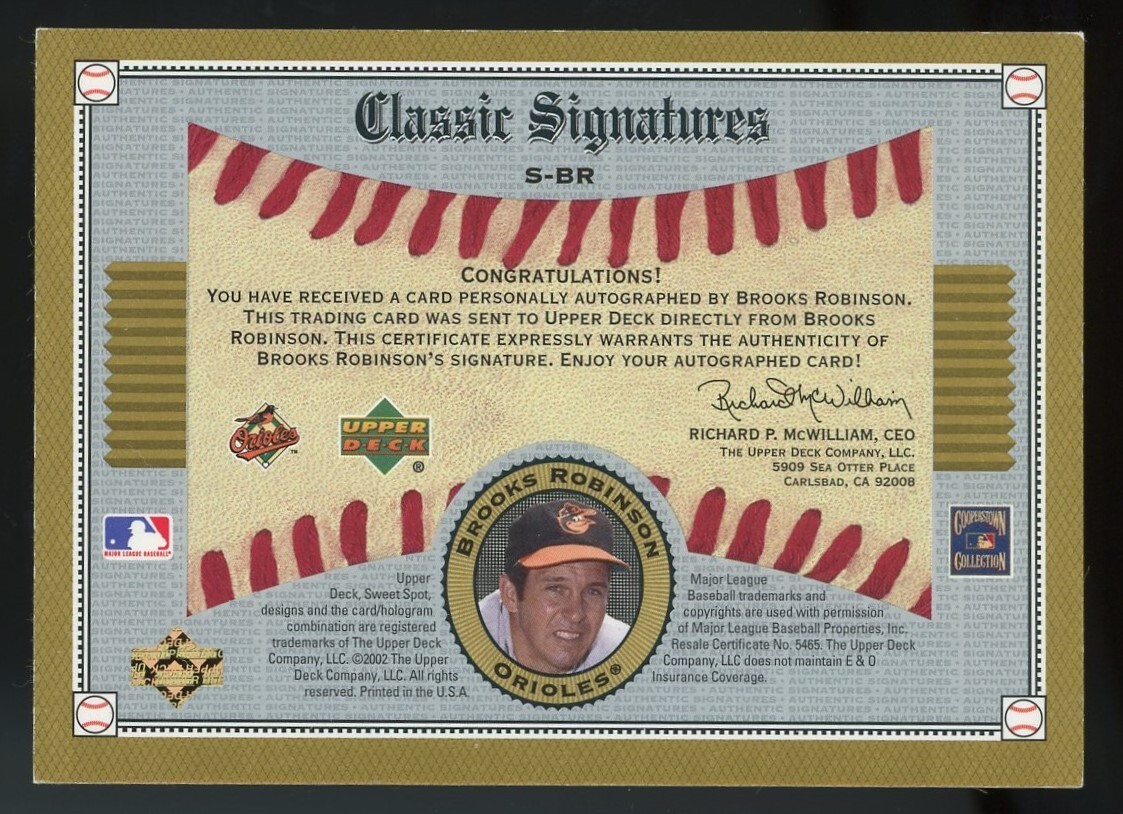 Classic Signatures
S-BR
CONGRATULATIONS!
YOU HAVE RECEIVED A CARD PERSONALLY AUTOGRAPHED BY BROOKS ROBINSON.
THIS TRADING CARD WAS SENT TO UPPER DECK DIRECTLY FROM BROOKS
ROBINSON. THIS CERTIFICATE EXPRESSLY WARRANTS THE AUTHENTICITY OF
BROOKS ROBINSON'S SIGNATURE. ENJOY YOUR AUTOGRAPHED CARD!
Richard McWilliam
RICHARD P. MCWILLIAM, CEO
THE UPPER DECK COMPANY, LLC.
5909 SEA OTTER PLACE
CARLSBAD, CA 92008
Orioles™
UPPER
D·E·C·K
®
BROOKS ROBINSON
ORIOLES®
MAJOR LEAGUE BASEBALL®
COOPERSTOWN
COLLECTION
Upper
Deck, Sweet Spot,
designs and the card/hologram
combination are registered
trademarks of The Upper Deck
Company, LLC. ©2002 The Upper
Deck Company, LLC. All rights
reserved. Printed in the U.S.A.
Major League
Baseball trademarks and
copyrights are used with permission
of Major League Baseball Properties, Inc.
Resale Certificate No. 5465. The Upper Deck
Company, LLC does not maintain E & O
Insurance Coverage.
AUTHENTIC SIGNATURES • AUTHENTIC SIGNATURES